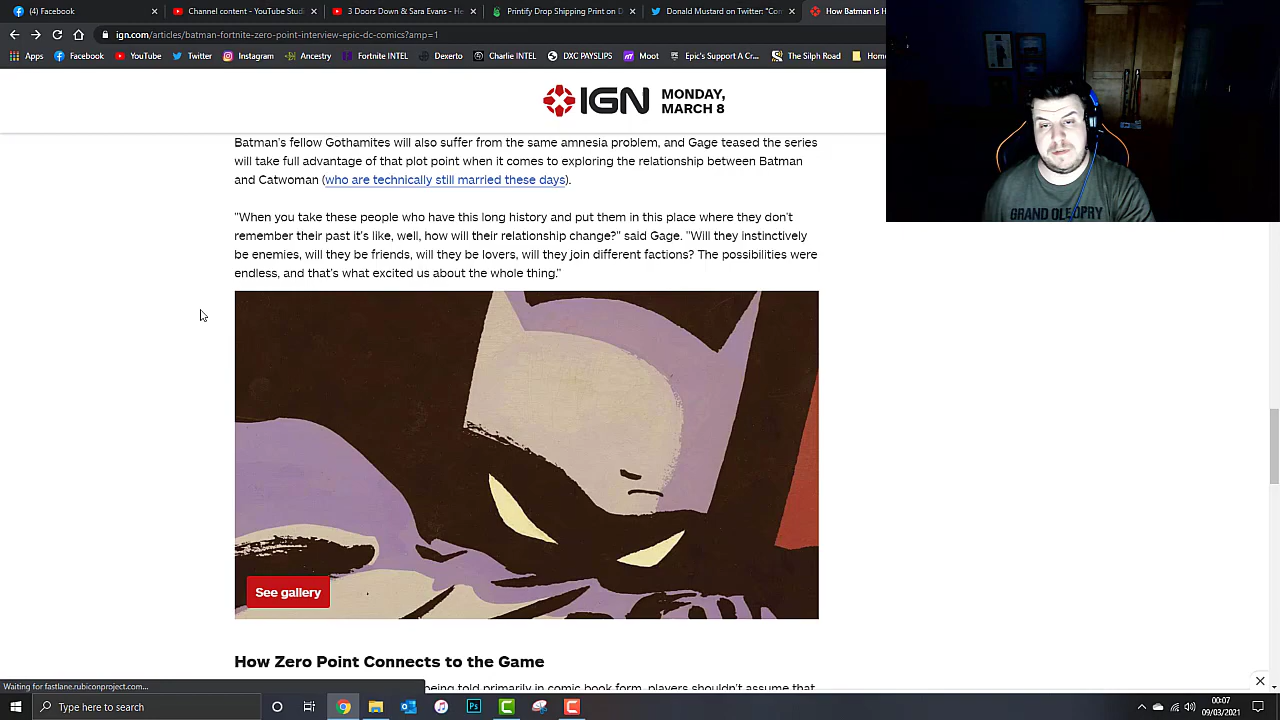 (4) Facebook
Channel content - YouTube Studi
3 Doors Down & Sara Evans - He
Printify Drop Shipping Print on D
Donald Mustard on Twitter: "Co
How Batman Is H
ign.com/articles/batman-fortnite-zero-point-interview-epic-dc-comics?amp=1
Apps
Facebook
YouTube
Twitter
Instagram
Ancestry
Fortnite INTEL
Dexerto
Office 365
DXC PAYSLIPS
Moot
Epic's Support A Cr...
The Silph Road
Hom
IGN
MONDAY,
MARCH 8
Batman's fellow Gothamites will also suffer from the same amnesia problem, and Gage teased the series
will take full advantage of that plot point when it comes to exploring the relationship between Batman
and Catwoman (who are technically still married these days).
"When you take these people who have this long history and put them in this place where they don't
remember their past it's like, well, how will their relationship change?" said Gage. "Will they instinctively
be enemies, will they be friends, will they be lovers, will they join different factions? The possibilities were
endless, and that's what excited us about the whole thing."
See gallery
How Zero Point Connects to the Game
being told primarily in comic book form, players shouldn't assume that
Waiting for fastlane.rubiconproject.com...
Type here to search
00:07
09/03/2021
GRAND OLE OPRY